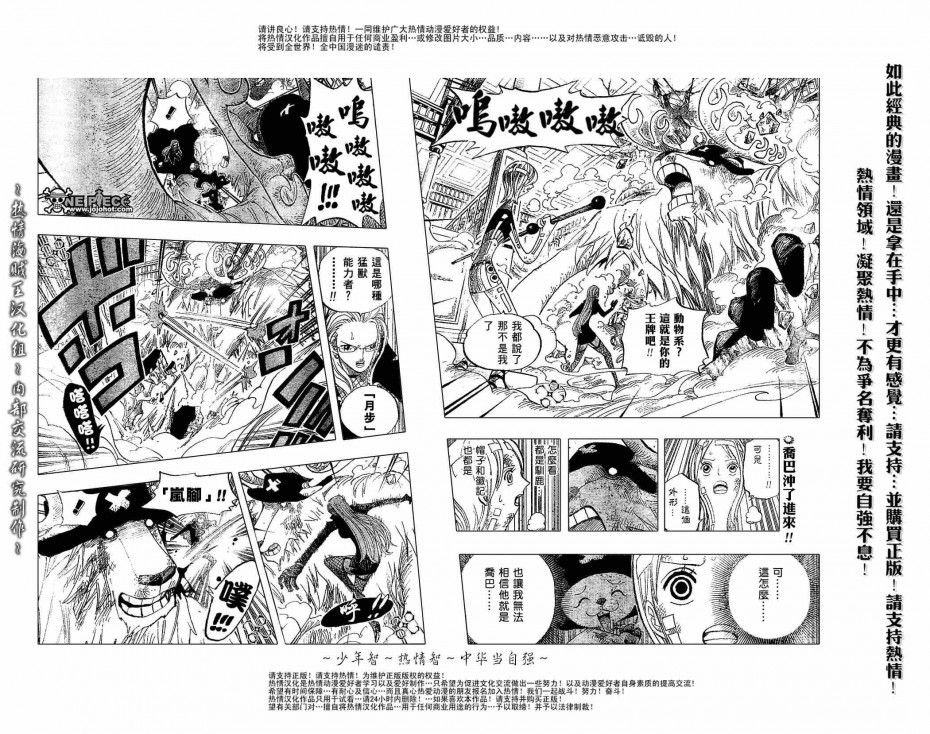 请讲良心！请支持热情！一同维护广大热情动漫爱好者的权益！
将热情汉化作品擅自用于任何商业盈利…或修改图片大小…品质…内容……以及对热情恶意攻击…诋毁的人！
将受到全世界！全中国漫迷的谴责！
如此經典的漫畫！還是拿在手中…才更有感覺…請支持…並購買正版！請支持熱情！
熱情領域！凝聚熱情！不為爭名奪利！我要自強不息！
嗚嗷嗷嗷
動物系？
這就是你的
王牌吧!!
我都說了
那不是我
了
喬巴沖了進來!!
可是
……!!
……這個
外形…
怎麼看
都是馴鹿…
帽子和徽記
也都是
可……
這怎麼…
也讓我無法
相信他就是
喬巴…
嗚嗷嗷嗷
嗷嗷!!!
ONE PIECE
www.jojohot.com
這是哪種
猛獸
能力者？
……!!
「月步」
ドドコ
嗒嗒嗒!!
「嵐腳」!!
呼
噗!!!
~热情海贼王汉化组~内部交流研究制作~
~少年智~热情智~中华当自强~
请支持正版！请支持热情！为维护正版版权的权益！
热情汉化是热情动漫爱好者学习以及爱好制作…只希望为促进文化交流做出一些努力！以及动漫爱好者自身素质的提高交流！
希望有时间保障…有耐心及信心…而且真心热爱动漫的朋友报名加入热情！我们一起战斗！努力！奋斗！
热情汉化作品只用于试看…请24小时内删除！…如果喜欢本作品！请支持并购买正版！
望有关部门对…擅自将热情汉化作品…用于任何商业用途的行为…予以取缔！并予以法律制裁！